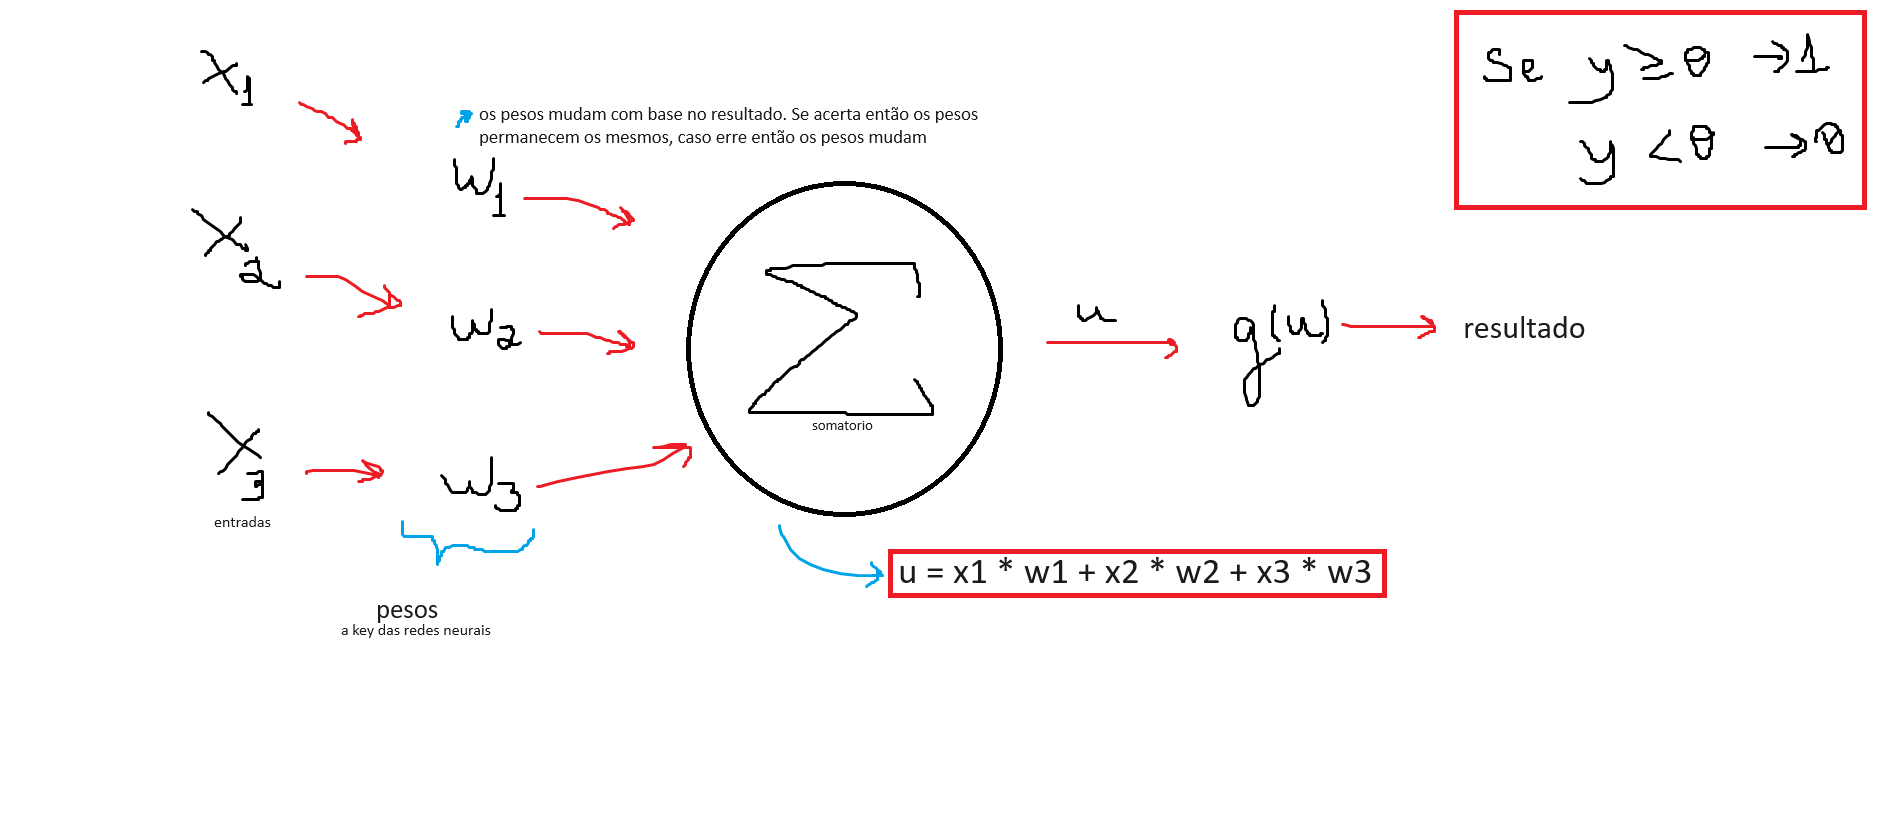 x1
x2
x3
entradas
os pesos mudam com base no resultado. Se acerta então os pesos
permanecem os mesmos, caso erre então os pesos mudam
w1
w2
w3
pesos
a key das redes neurais
Σ
somatorio
u = x1 * w1 + x2 * w2 + x3 * w3
u
g(u)
resultado
Se y ≥ θ → 1
y < θ → 0